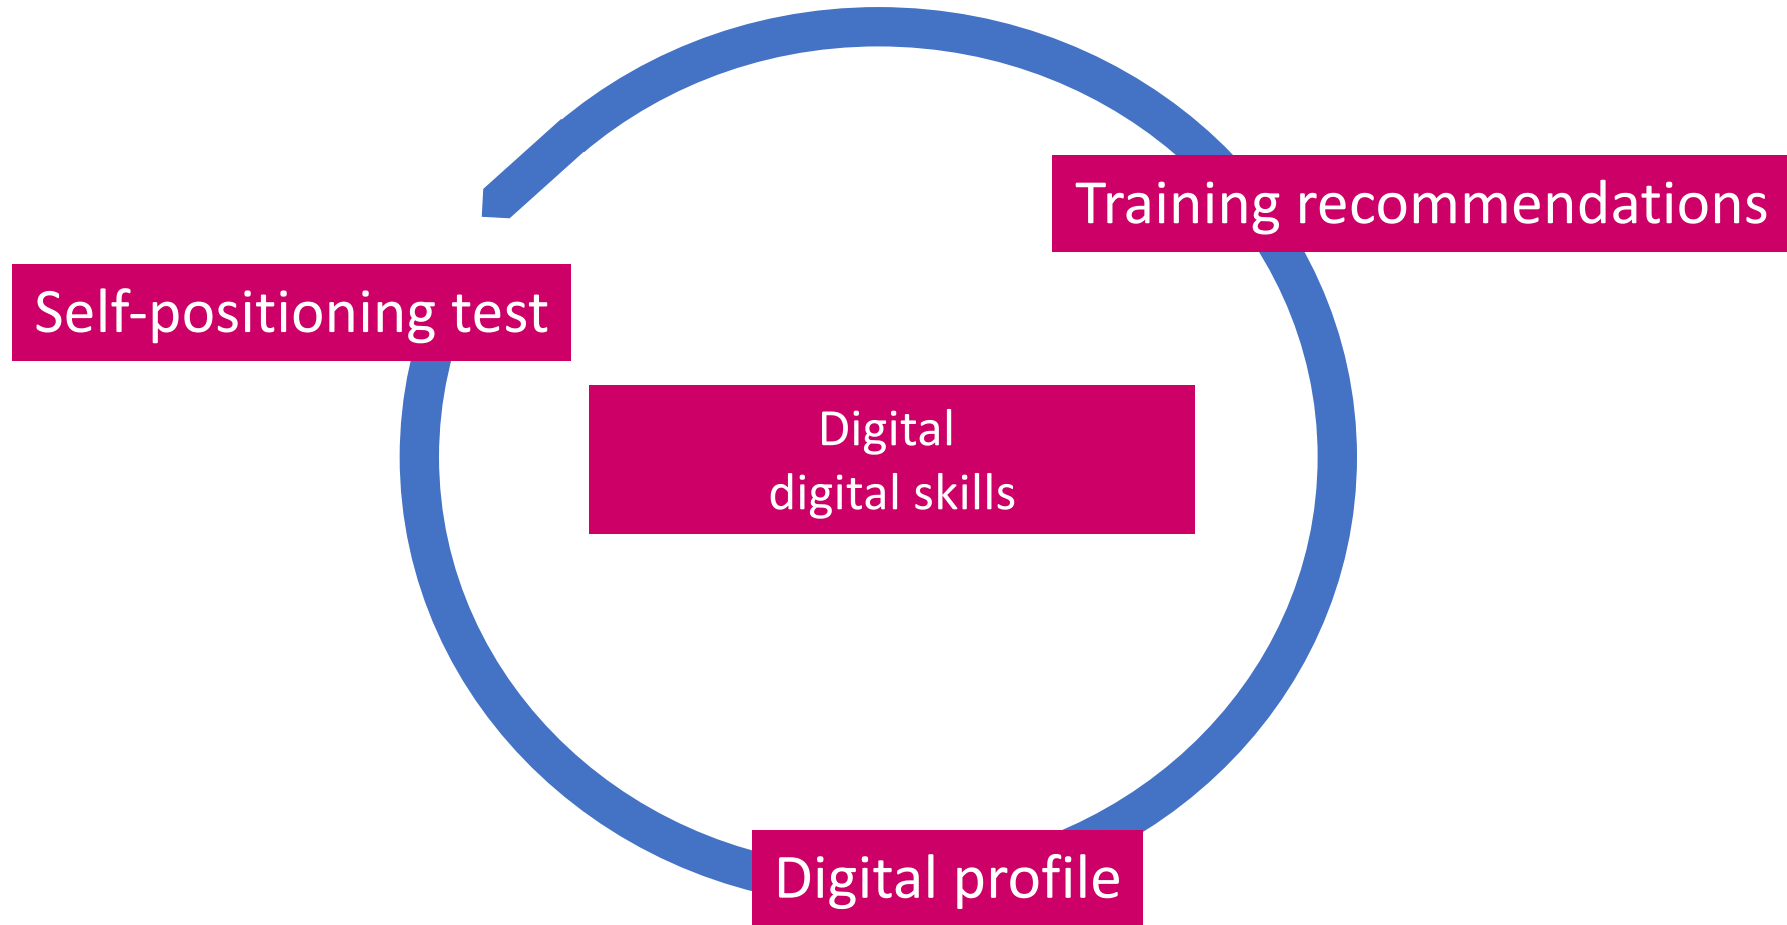 Training recommendations
Self-positioning test
Digital
digital skills
Digital profile